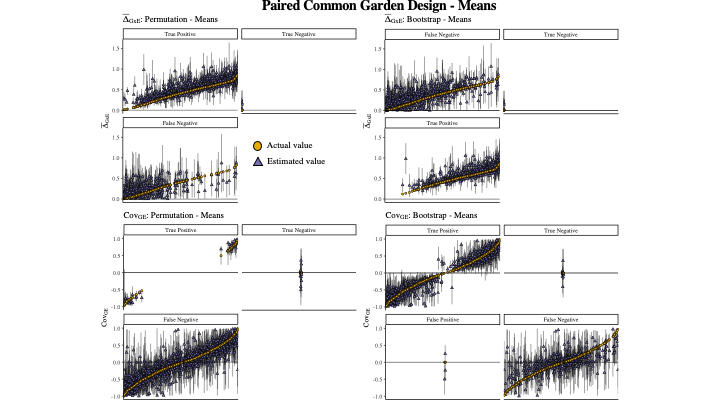 Paired Common Garden Design - Means
Δ̅GxE: Permutation - Means
Δ̅GxE: Bootstrap - Means
True Positive
True Negative
False Negative
True Negative
1.5
1.0
0.5
0.0
1.5
1.0
0.5
0.0
Δ̅GxE
Δ̅GxE
False Negative
True Positive
1.5
1.0
0.5
0.0
1.5
1.0
0.5
0.0
Actual value
Estimated value
CovGE: Permutation - Means
CovGE: Bootstrap - Means
True Positive
True Negative
True Positive
True Negative
1.0
0.5
0.0
-0.5
-1.0
1.0
0.5
0.0
-0.5
-1.0
CovGE
CovGE
False Negative
False Positive
False Negative
1.0
0.5
0.0
-0.5
-1.0
1.0
0.5
0.0
-0.5
-1.0